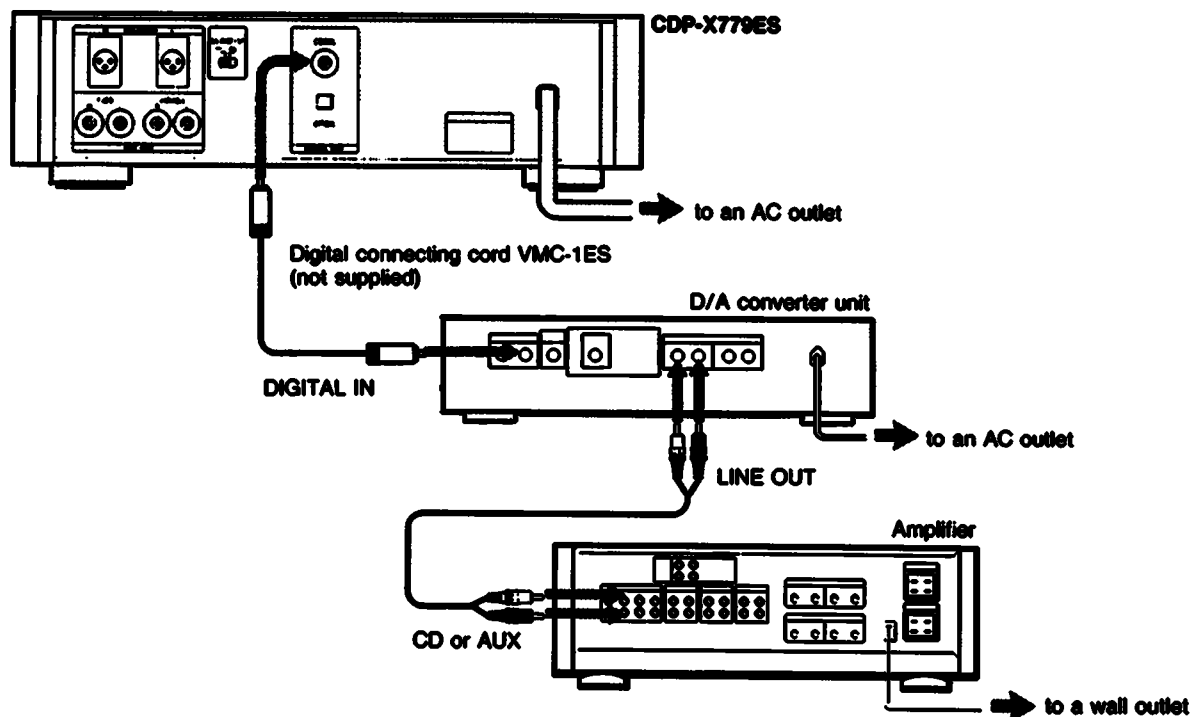 CDP-X779ES
to an AC outlet
Digital connecting cord VMC-1ES
(not supplied)
D/A converter unit
DIGITAL IN
to an AC outlet
LINE OUT
Amplifier
CD or AUX
to a wall outlet